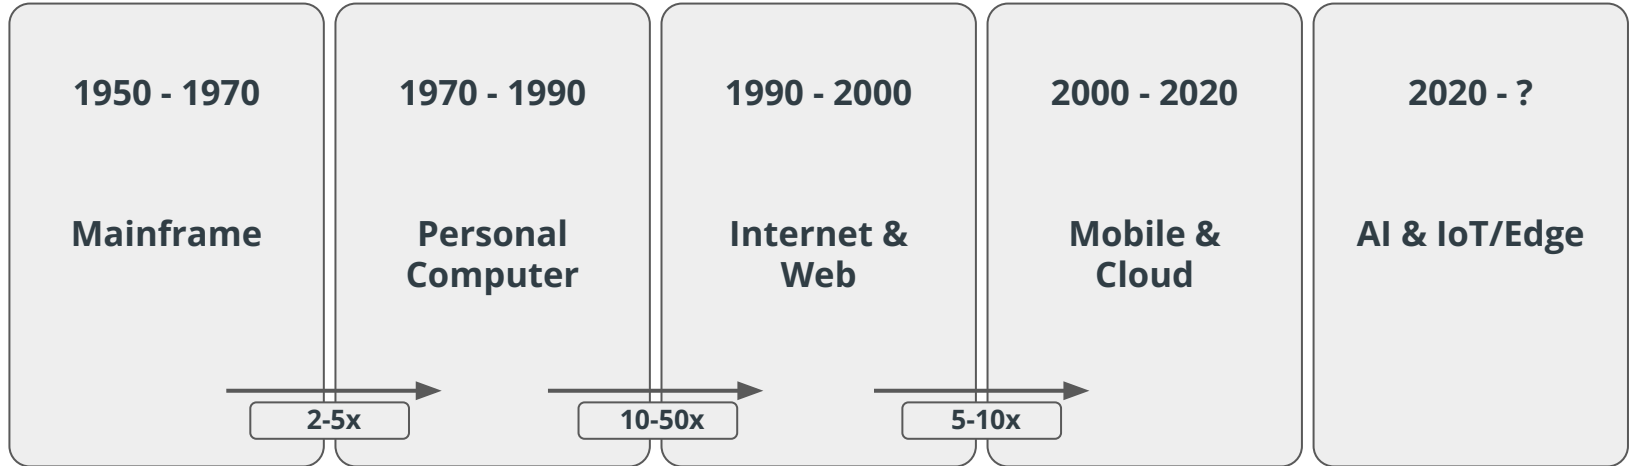 1950 - 1970
Mainframe
1970 - 1990
Personal
Computer
1990 - 2000
Internet &
Web
2000 - 2020
Mobile &
Cloud
2020 - ?
AI & IoT/Edge
2-5x
10-50x
5-10x